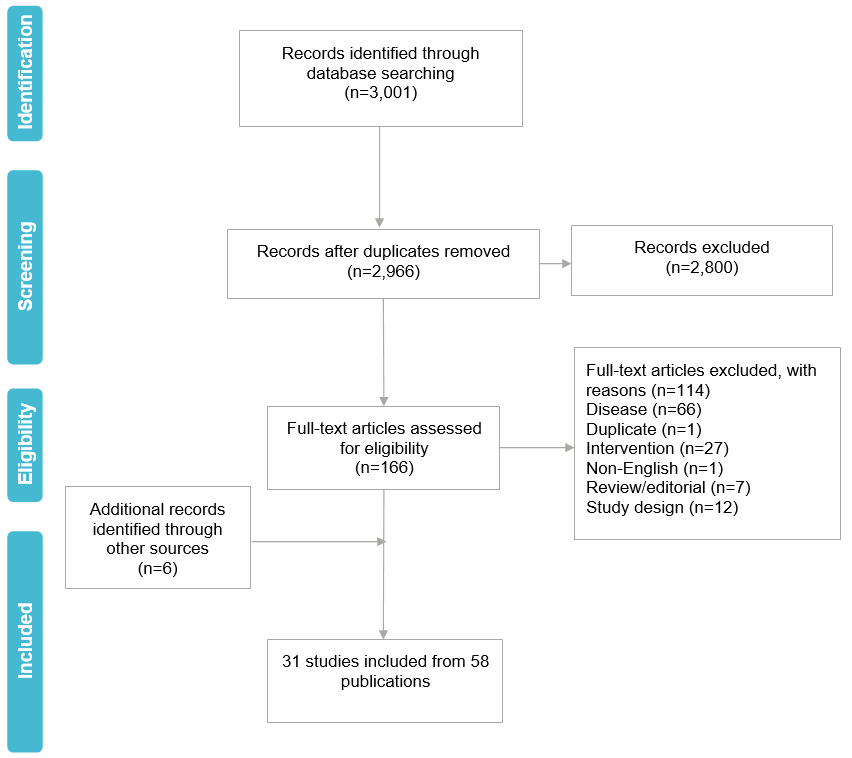 Identification
Records identified through
database searching
(n=3,001)
Screening
Records after duplicates removed
(n=2,966)
Records excluded
(n=2,800)
Eligibility
Full-text articles assessed
for eligibility
(n=166)
Full-text articles excluded, with
reasons (n=114)
Disease (n=66)
Duplicate (n=1)
Intervention (n=27)
Non-English (n=1)
Review/editorial (n=7)
Study design (n=12)
Additional records
identified through
other sources
(n=6)
Included
31 studies included from 58
publications